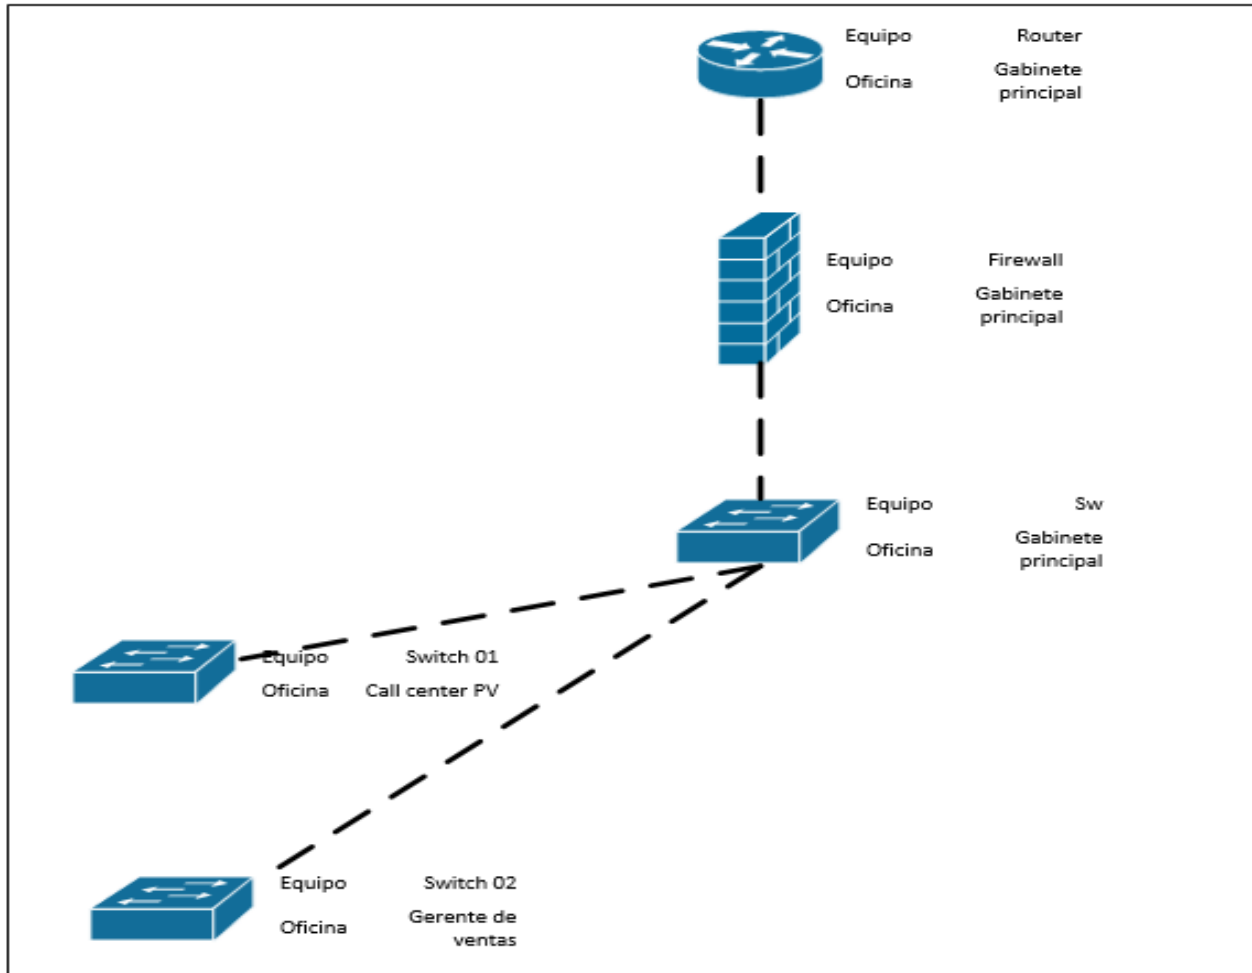 Equipo Router
Oficina Gabinete
principal
Equipo Firewall
Oficina Gabinete
principal
Equipo Sw
Oficina Gabinete
principal
Equipo Switch 01
Oficina Call center PV
Equipo Switch 02
Oficina Gerente de
ventas